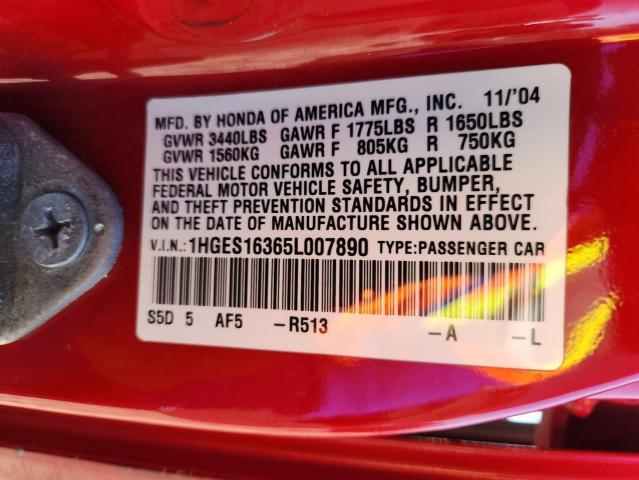 MFD. BY HONDA OF AMERICA MFG., INC. 11/'04
GVWR 3440LBS GAWR F 1775LBS R 1650LBS
GVWR 1560KG GAWR F 805KG R 750KG
THIS VEHICLE CONFORMS TO ALL APPLICABLE
FEDERAL MOTOR VEHICLE SAFETY, BUMPER,
AND THEFT PREVENTION STANDARDS IN EFFECT
ON THE DATE OF MANUFACTURE SHOWN ABOVE.
V.I.N.: 1HGES16365L007890 TYPE:PASSENGER CAR
S5D 5 AF5 -R513 -A -L